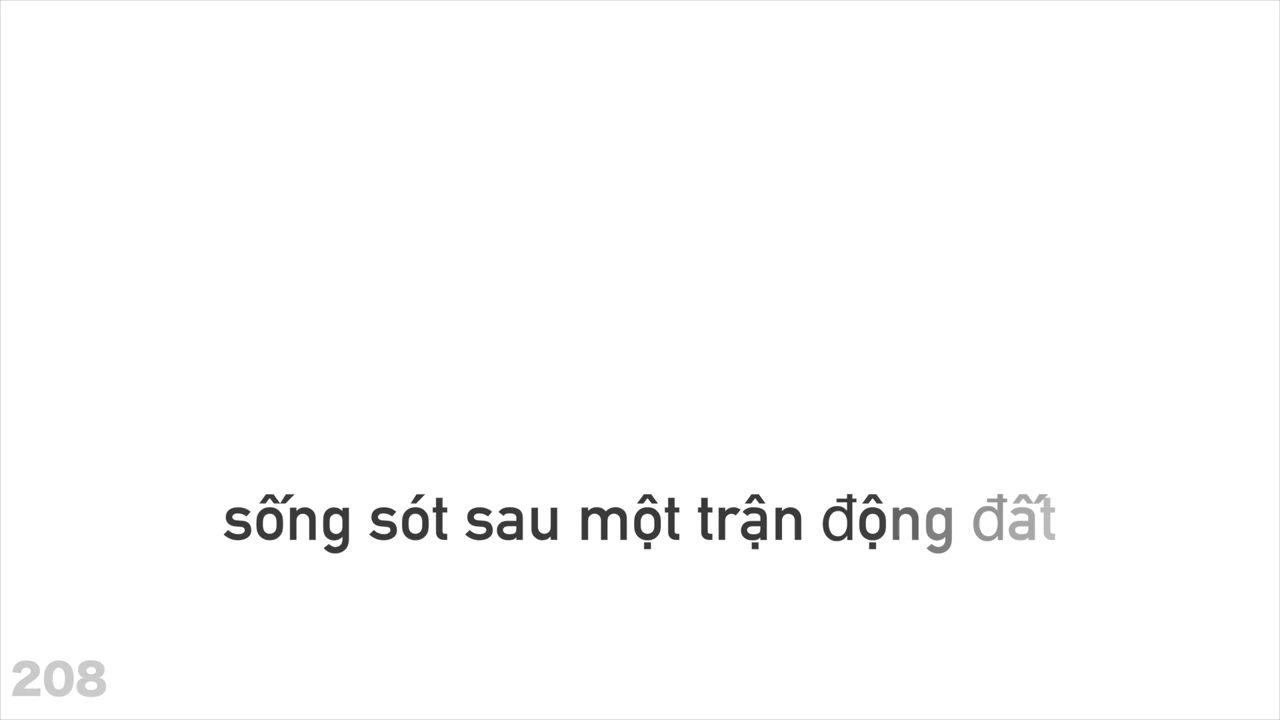 sống sót sau một trận động đất
208